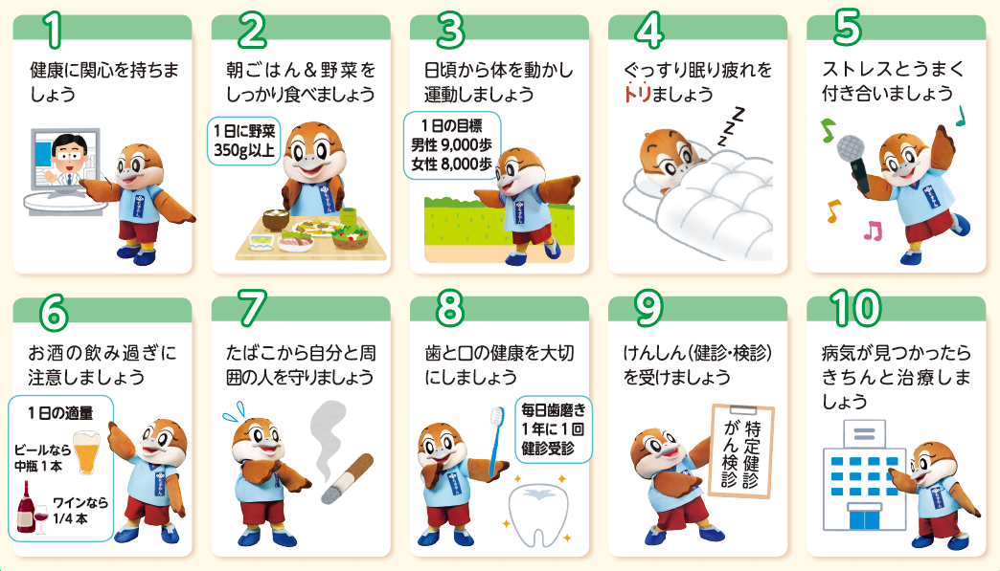 1
健康に関心を持ちま
しょう
2
朝ごはん＆野菜を
しっかり食べましょう
1日に野菜
350g以上
3
日頃から体を動かし
運動しましょう
1日の目標
男性 9,000歩
女性 8,000歩
4
ぐっすり眠り疲れを
トリましょう
z
z
z
5
ストレスとうまく
付き合いましょう
6
お酒の飲み過ぎに
注意しましょう
1日の適量
ビールなら
中瓶1本
ワインなら
1/4本
7
たばこから自分と周
囲の人を守りましょう
8
歯と口の健康を大切
にしましょう
毎日歯磨き
1年に1回
健診受診
9
けんしん（健診・検診）
を受けましょう
特定健診
がん検診
10
病気が見つかったら
きちんと治療しま
しょう